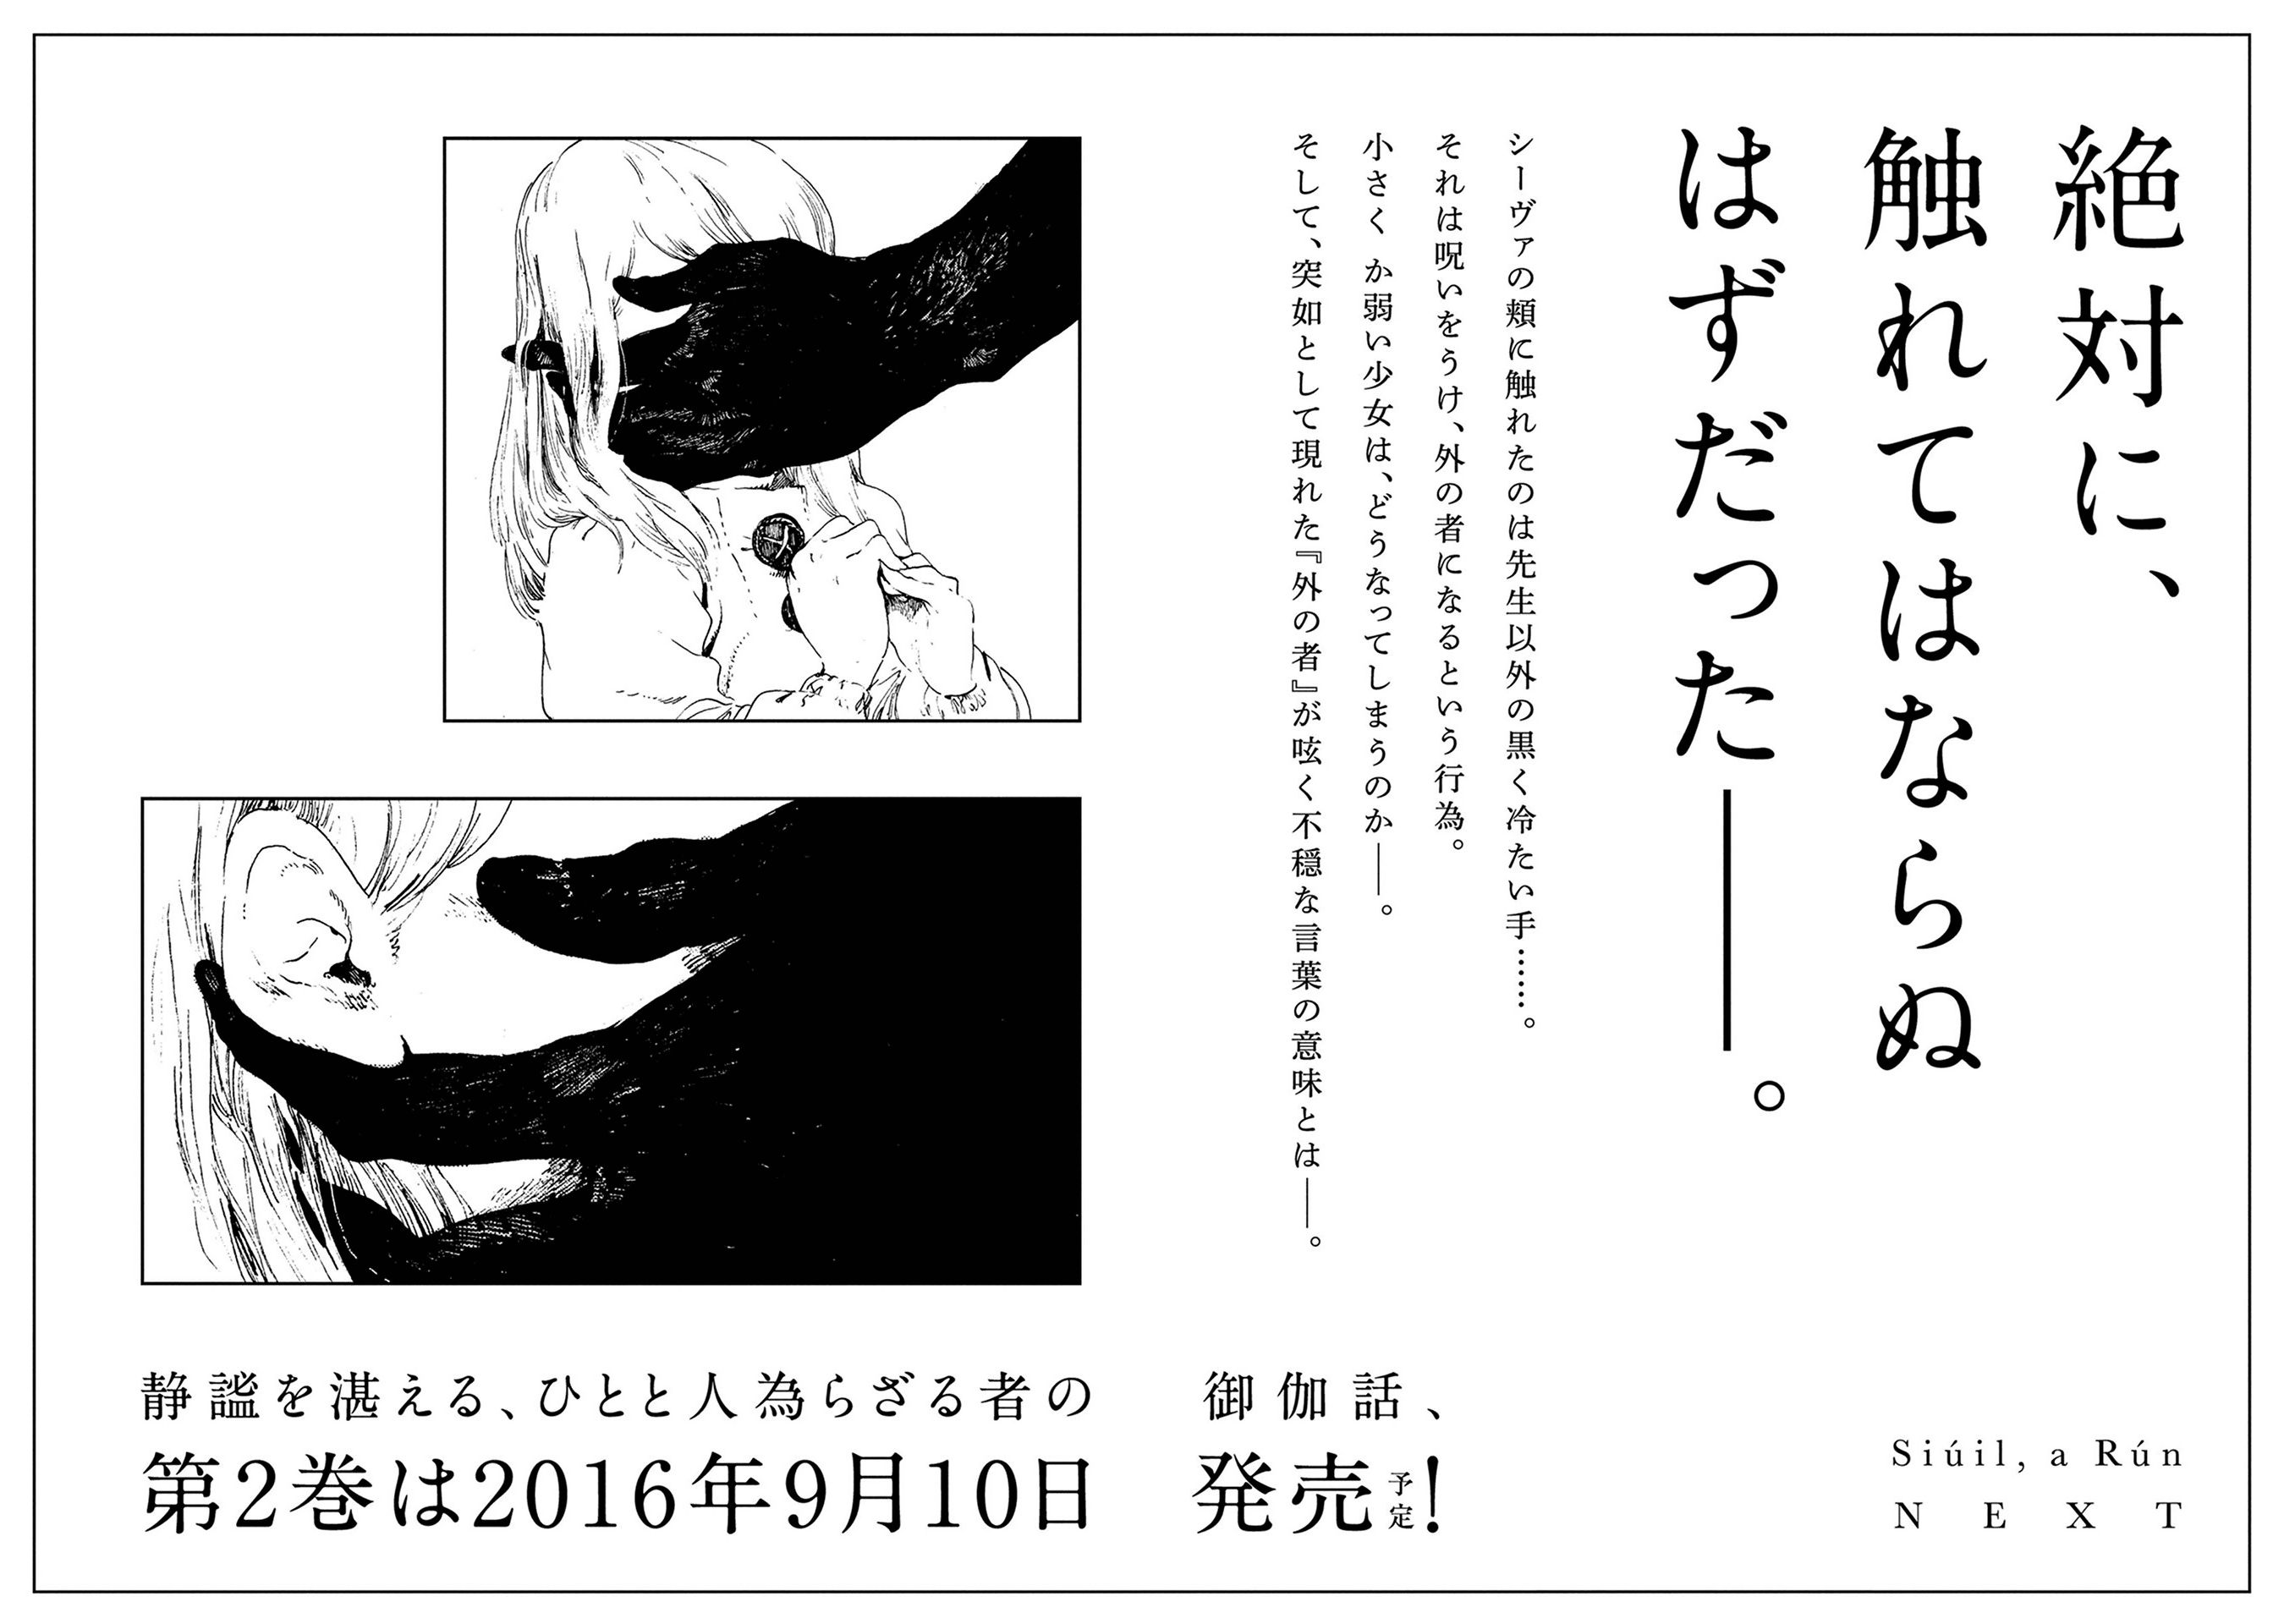 絶対に、
触れてはならぬ
はずだった――。
シーヴァの頬に触れたのは先生以外の黒く冷たい手……。
それは呪いをうけ、外の者になるという行為。
小さく か弱い少女は、どうなってしまうのか――。
そして、突如として現れた『外の者』が呟く不穏な言葉の意味とは――。
静謐を湛える、ひとと人為らざる者の御伽話、
第2巻は2016年9月10日発売予定!
Siúil, a Rún
NEXT